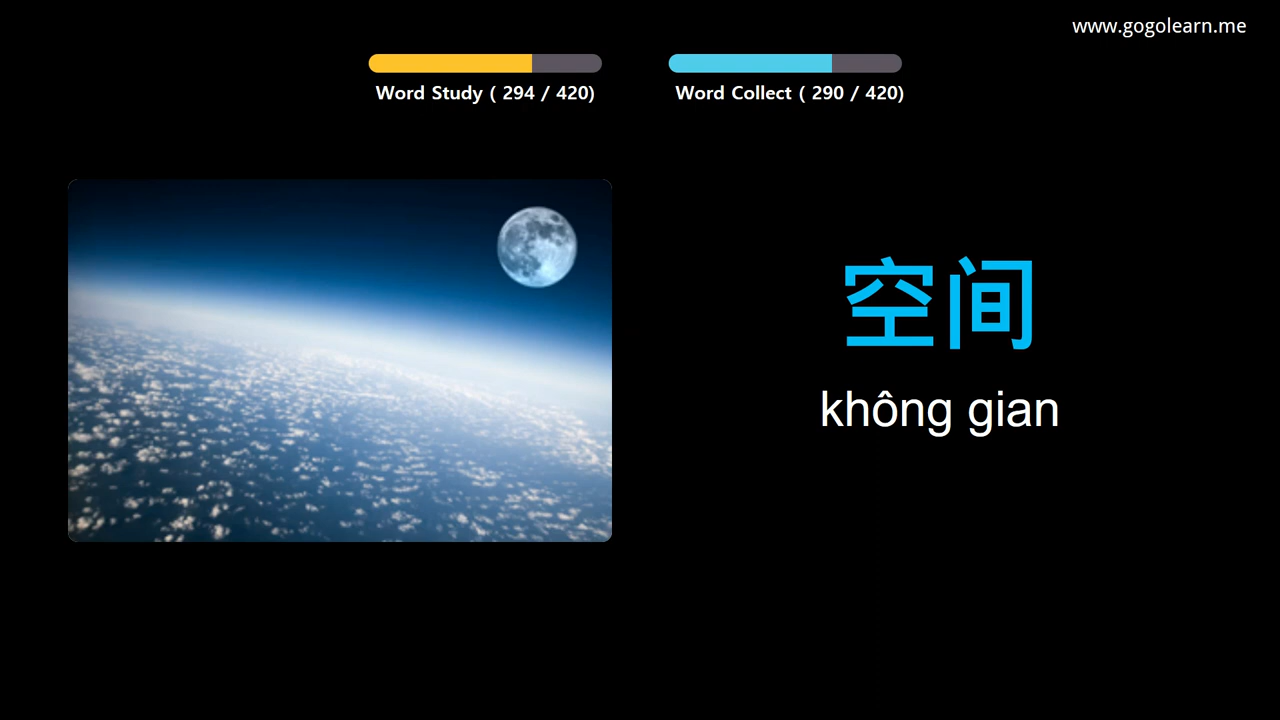 www.gogolearn.me
Word Study ( 294 / 420)
Word Collect ( 290 / 420)
空间
không gian